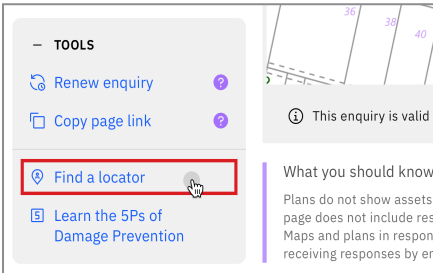 TOOLS
Renew enquiry ?
Copy page link ?
Find a locator
5 Learn the 5Ps of
Damage Prevention
36
38
40
This enquiry is valid
What you should know
Plans do not show assets
page does not include res
Maps and plans in respon
receiving responses by er